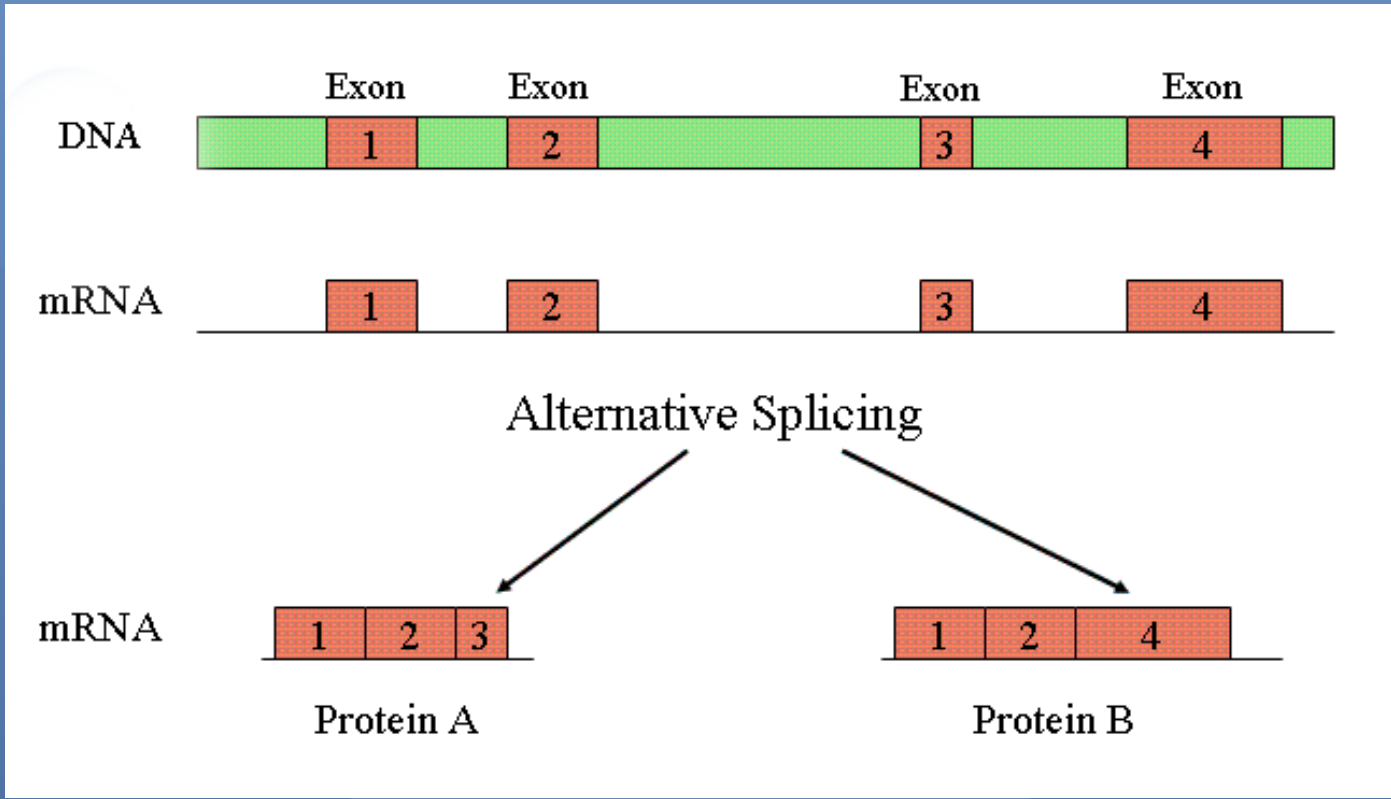 Exon Exon Exon Exon
DNA 1 2 3 4
mRNA 1 2 3 4
Alternative Splicing
mRNA 1 2 3 1 2 4
Protein A Protein B